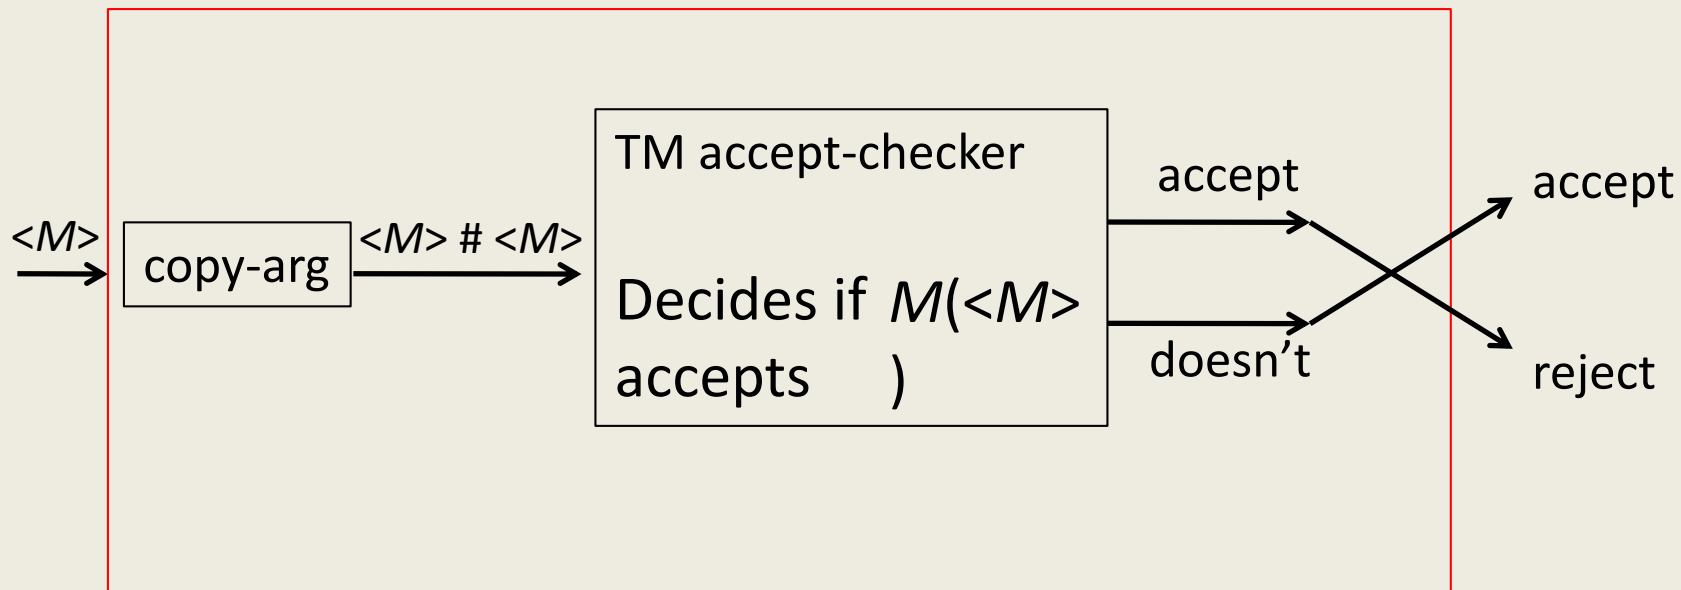 <M>
copy-arg
<M> # <M>
TM accept-checker
Decides if M(<M>
accepts )
accept
doesn't
accept
reject